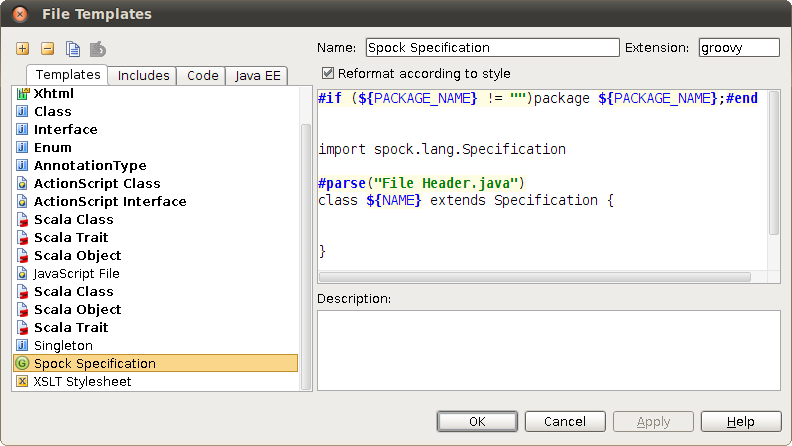 File Templates
Name: Spock Specification Extension: groovy
Templates Includes Code Java EE
Reformat according to style
Xhtml
Class
Interface
Enum
AnnotationType
ActionScript Class
ActionScript Interface
Scala Class
Scala Trait
Scala Object
JavaScript File
Scala Class
Scala Object
Scala Trait
Singleton
Spock Specification
XSLT Stylesheet
#if (${PACKAGE_NAME} != "")package ${PACKAGE_NAME};#end
import spock.lang.Specification
#parse("File Header.java")
class ${NAME} extends Specification {
}
Description:
OK Cancel Apply Help